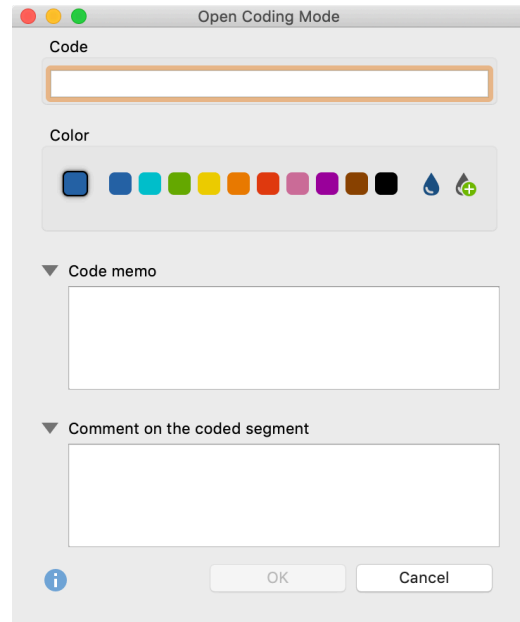 Open Coding Mode
Code
Color
Code memo
Comment on the coded segment
OK
Cancel